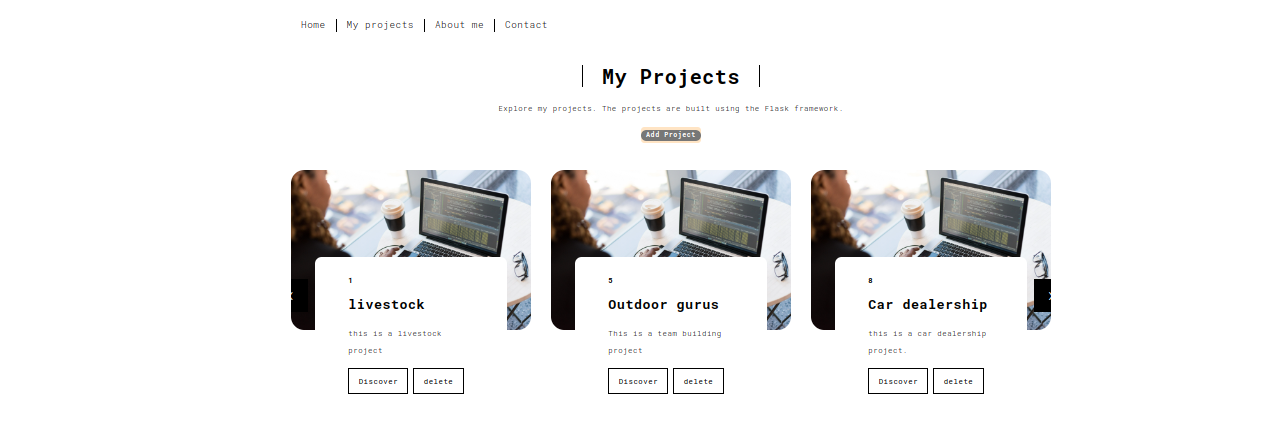 Home
My projects
About me
Contact
My Projects
Explore my projects. The projects are built using the Flask framework.
Add Project
1
livestock
this is a livestock
project
Discover
delete
5
Outdoor gurus
This is a team building
project
Discover
delete
8
Car dealership
this is a car dealership
project.
Discover
delete